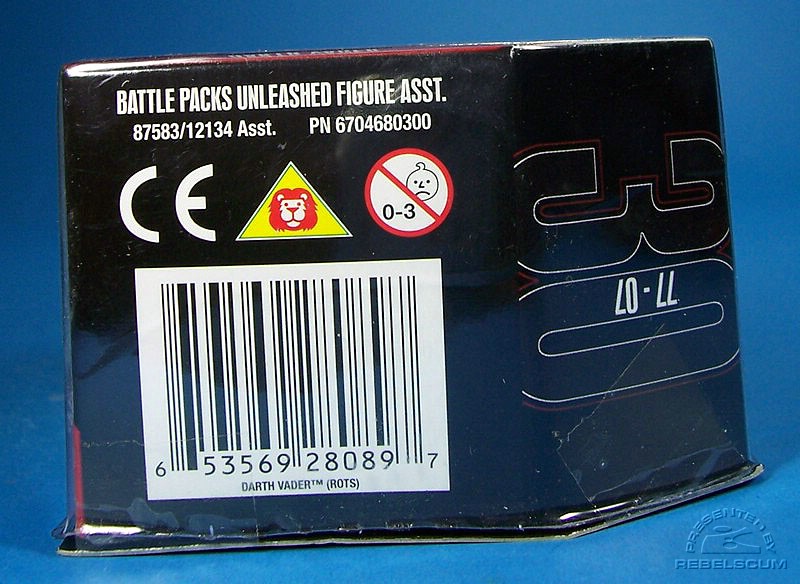 BATTLE PACKS UNLEASHED FIGURE ASST.
87583/12134 Asst. PN 6704680300
CE
0-3
30
77 - 07
6 53569 28089 7
DARTH VADER™ (ROTS)
PRESENTED BY
REBELSCUM